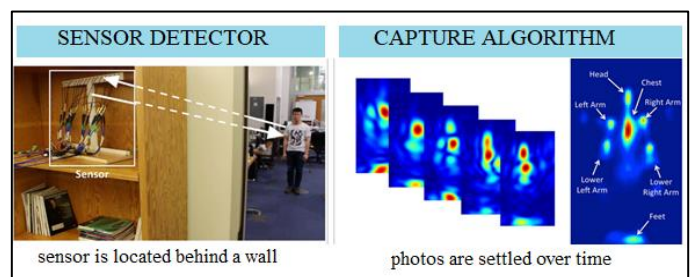 SENSOR DETECTOR
CAPTURE ALGORITHM
Sensor
Head
Chest
Left Arm
Right Arm
Lower
Left Arm
Lower
Right Arm
Feet
sensor is located behind a wall
photos are settled over time